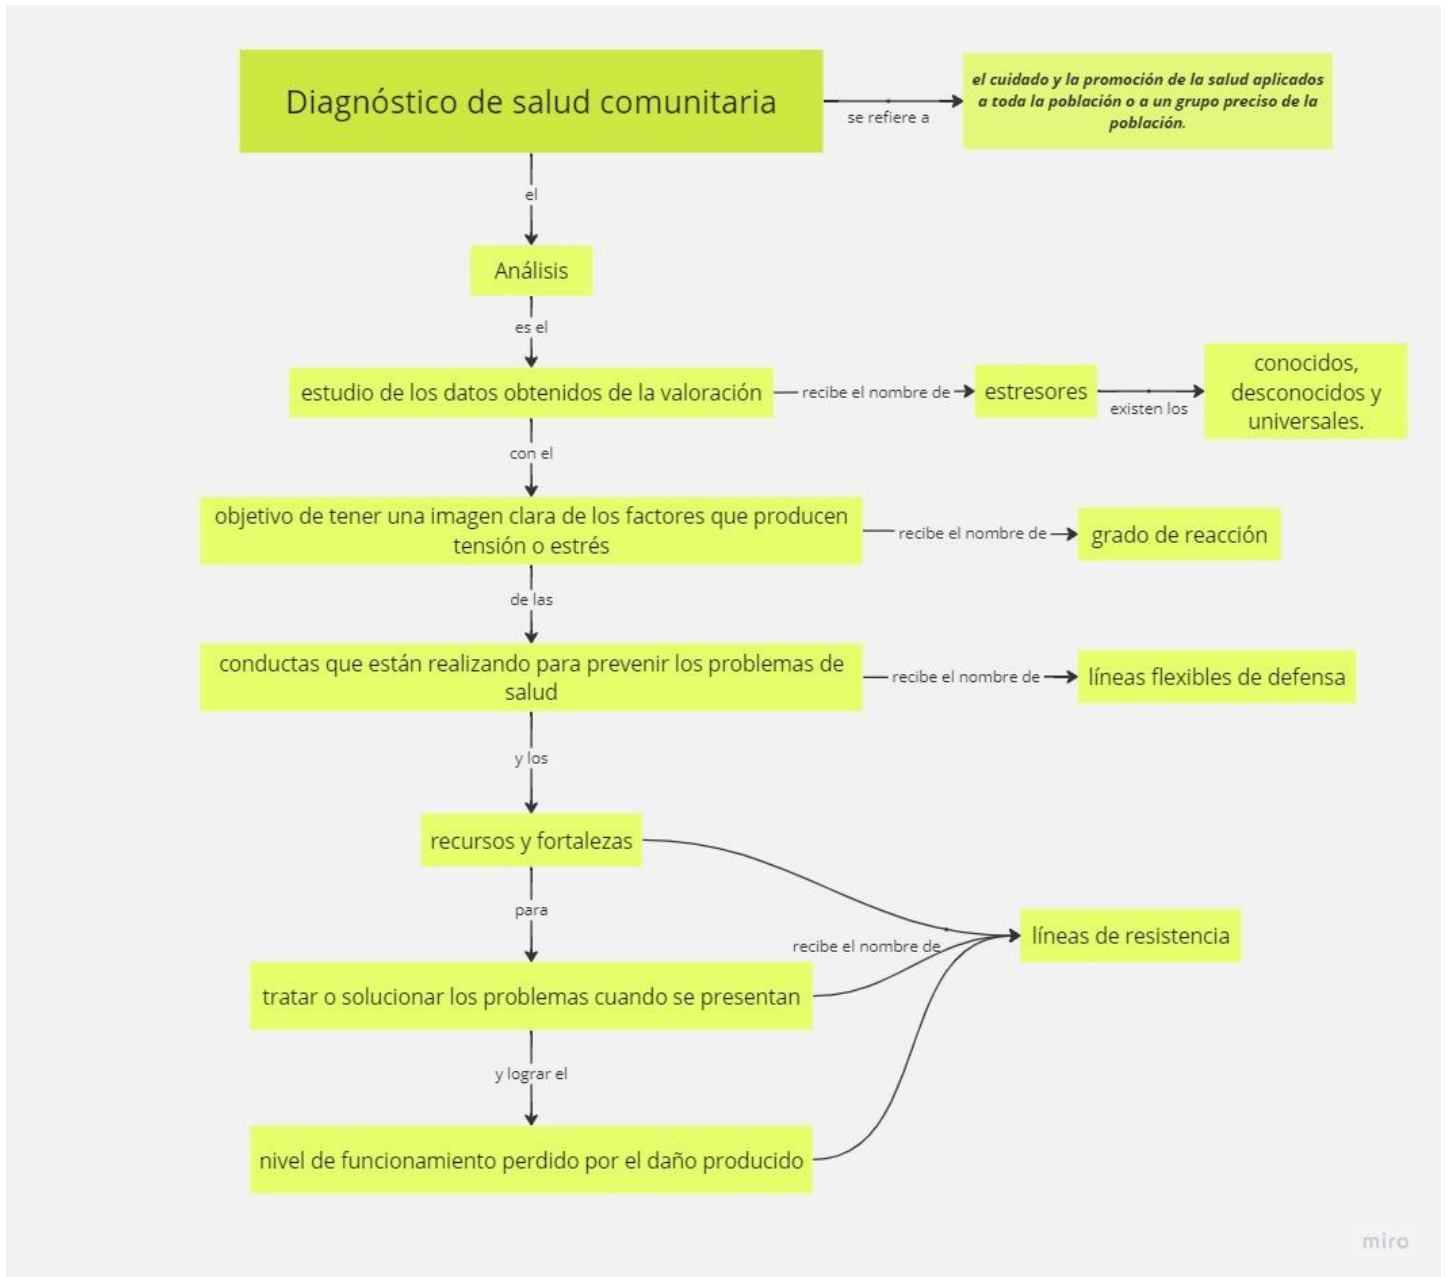 Diagnóstico de salud comunitaria
se refiere a
el cuidado y la promoción de la salud aplicados
a toda la población o a un grupo preciso de la
población.
el
Análisis
es el
estudio de los datos obtenidos de la valoración
recibe el nombre de
estresores
existen los
conocidos,
desconocidos y
universales.
con el
objetivo de tener una imagen clara de los factores que producen
tensión o estrés
recibe el nombre de
grado de reacción
de las
conductas que están realizando para prevenir los problemas de
salud
recibe el nombre de
líneas flexibles de defensa
y los
recursos y fortalezas
para
recibe el nombre de
líneas de resistencia
tratar o solucionar los problemas cuando se presentan
y lograr el
nivel de funcionamiento perdido por el daño producido
miro